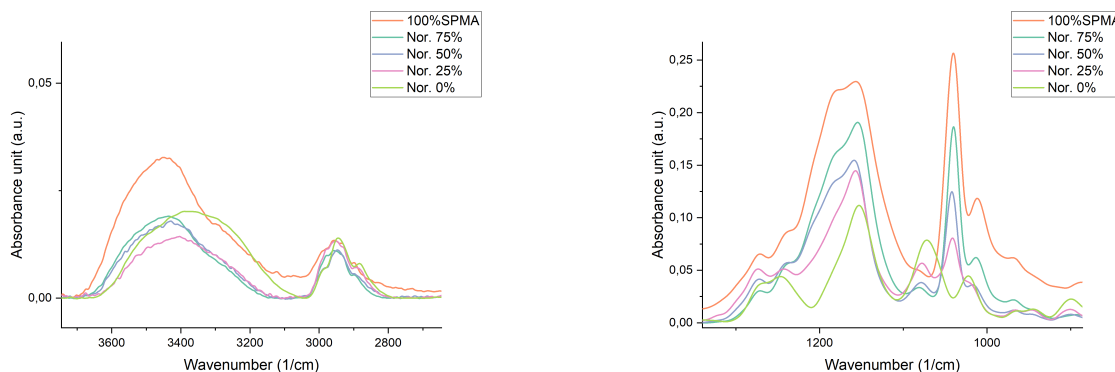 100%SPMA
Nor. 75%
Nor. 50%
Nor. 25%
Nor. 0%
0,05
0,00
Absorbance unit (a.u.)
3600 3400 3200 3000 2800
Wavenumber (1/cm)
100%SPMA
Nor. 75%
Nor. 50%
Nor. 25%
Nor. 0%
0,25
0,20
0,15
0,10
0,05
0,00
Absorbance unit (a.u.)
1200 1000
Wavenumber (1/cm)